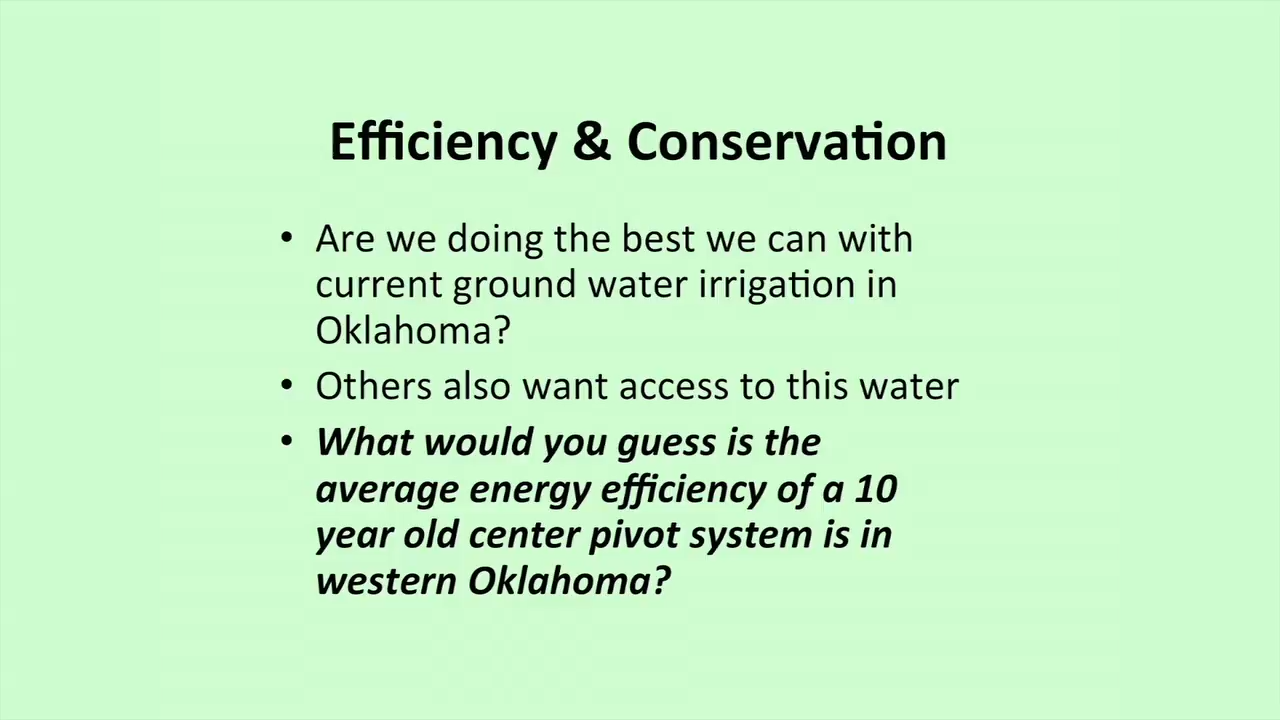 Efficiency & Conservation
• Are we doing the best we can with
current ground water irrigation in
Oklahoma?
• Others also want access to this water
• What would you guess is the
average energy efficiency of a 10
year old center pivot system is in
western Oklahoma?